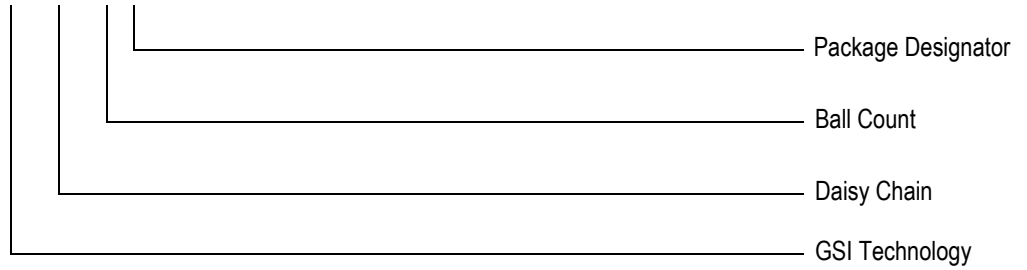 Package Designator
Ball Count
Daisy Chain
GSI Technology